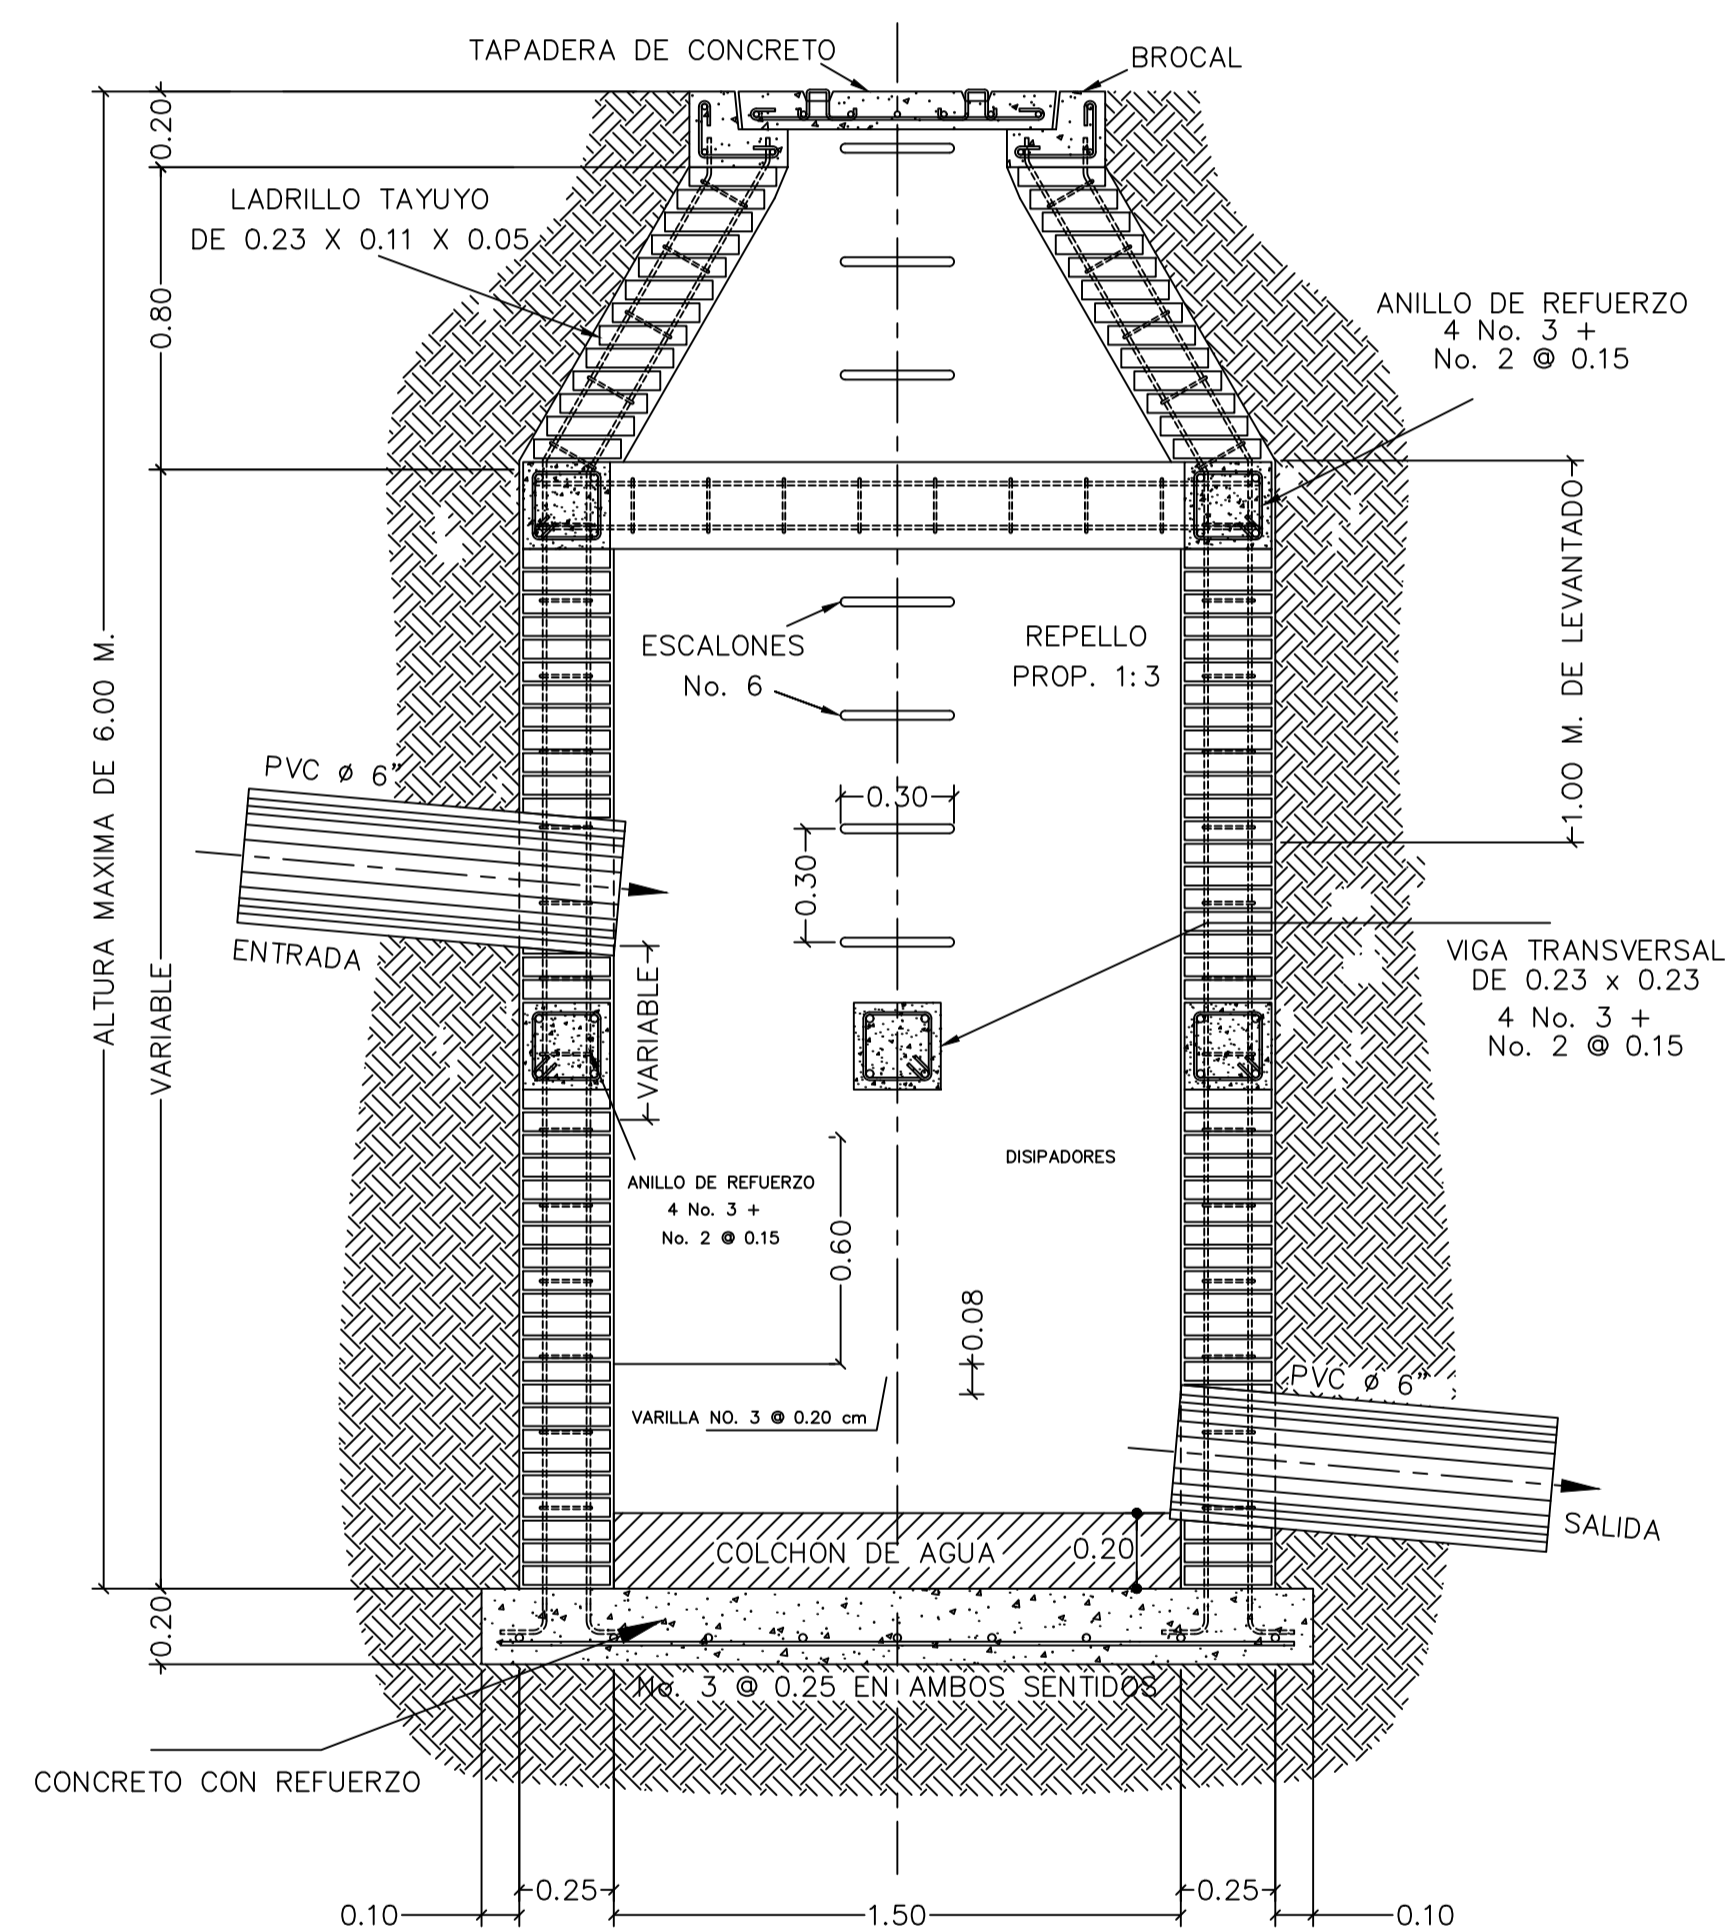 TAPADERA DE CONCRETO
BROCAL
0.20
LADRILLO TAYUYO
DE 0.23 X 0.11 X 0.05
0.80
ANILLO DE REFUERZO
4 No. 3 +
No. 2 @ 0.15
ALTURA MAXIMA DE 6.00 M.
VARIABLE
1.00 M. DE LEVANTADO
ESCALONES
No. 6
REPELLO
PROP. 1:3
PVC ø 6"
0.30
0.30
ENTRADA
VARIABLE
VIGA TRANSVERSAL
DE 0.23 x 0.23
4 No. 3 +
No. 2 @ 0.15
DISIPADORES
ANILLO DE REFUERZO
4 No. 3 +
No. 2 @ 0.15
0.60
0.08
PVC ø 6"
VARILLA NO. 3 @ 0.20 cm
SALIDA
COLCHON DE AGUA
0.20
0.20
No. 3 @ 0.25 EN AMBOS SENTIDOS
CONCRETO CON REFUERZO
0.25
0.25
0.10
1.50
0.10